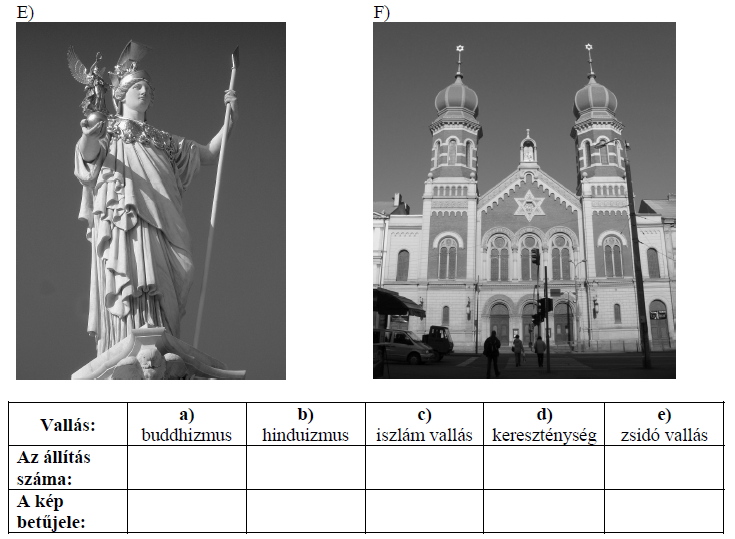 E)
F)
Vallás:
a)
buddhizmus
b)
hinduizmus
c)
iszlám vallás
d)
kereszténység
e)
zsidó vallás
Az állítás
száma:
A kép
betűjele: